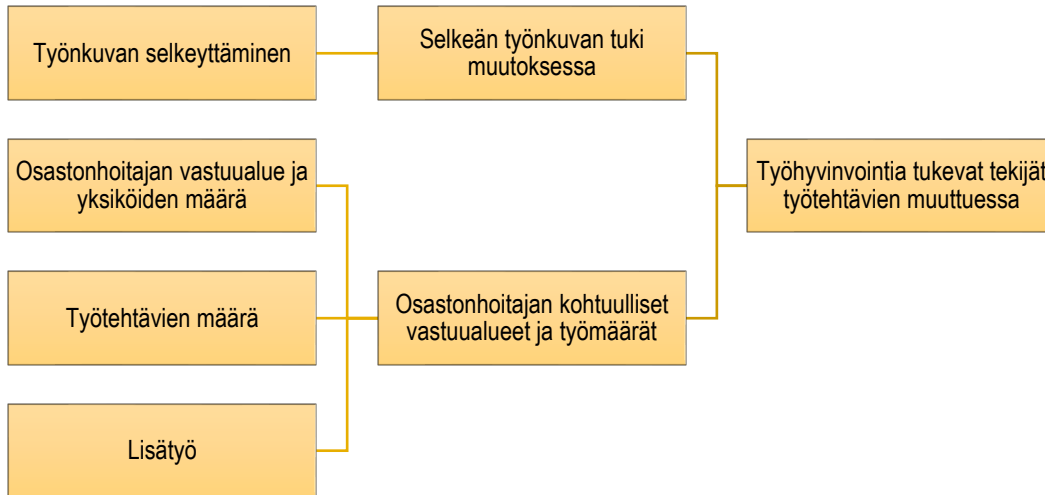 Työnkuvan selkeyttäminen
Selkeän työnkuvan tuki
muutoksessa
Osastonhoitajan vastuualue ja
yksiköiden määrä
Työhyvinvointia tukevat tekijät
työtehtävien muuttuessa
Työtehtävien määrä
Osastonhoitajan kohtuulliset
vastuualueet ja työmäärät
Lisätyö